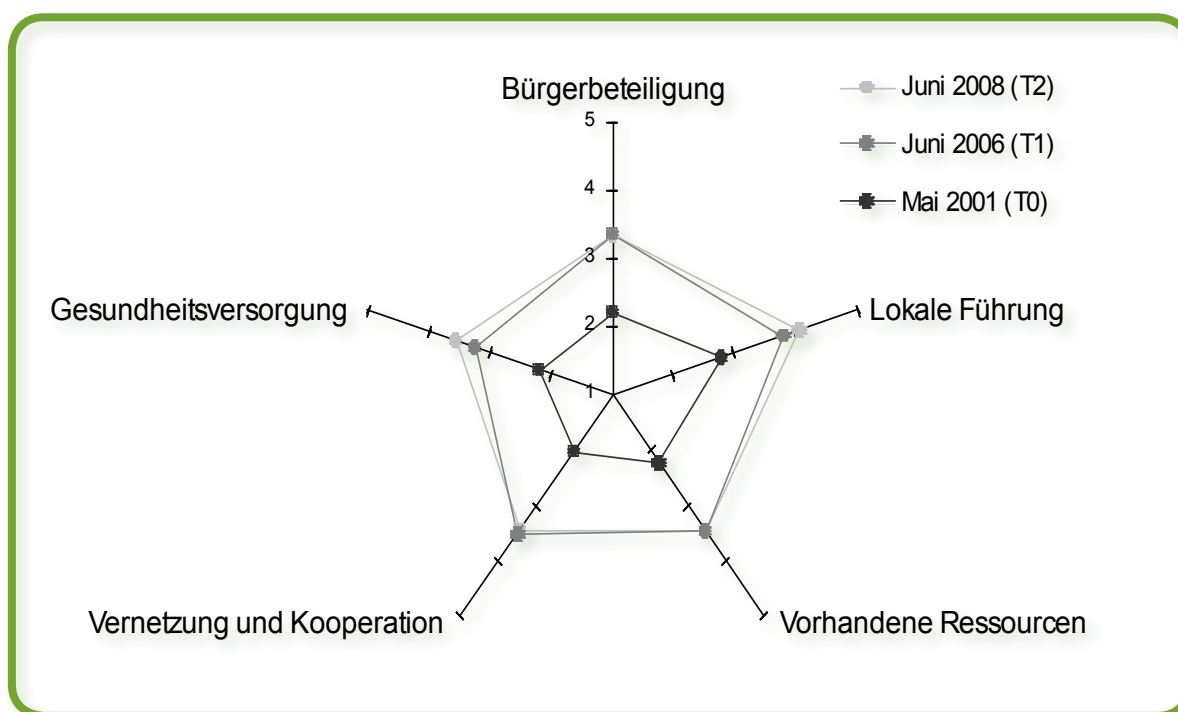 Bürgerbeteiligung
Juni 2008 (T2)
Juni 2006 (T1)
Mai 2001 (T0)
5
4
3
2
1
Gesundheitsversorgung
Lokale Führung
Vernetzung und Kooperation
Vorhandene Ressourcen